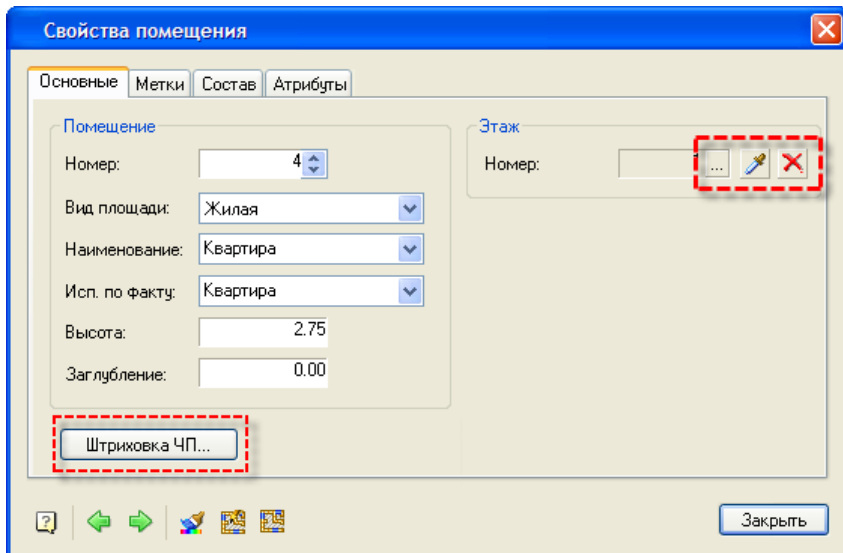 Свойства помещения
Основные Метки Состав Атрибуты
Помещение
Номер: 4
Вид площади: Жилая
Наименование: Квартира
Исп. по факту: Квартира
Высота: 2.75
Заглубление: 0.00
Штриховка ЧП...
Этаж
Номер: ...
Закрыть